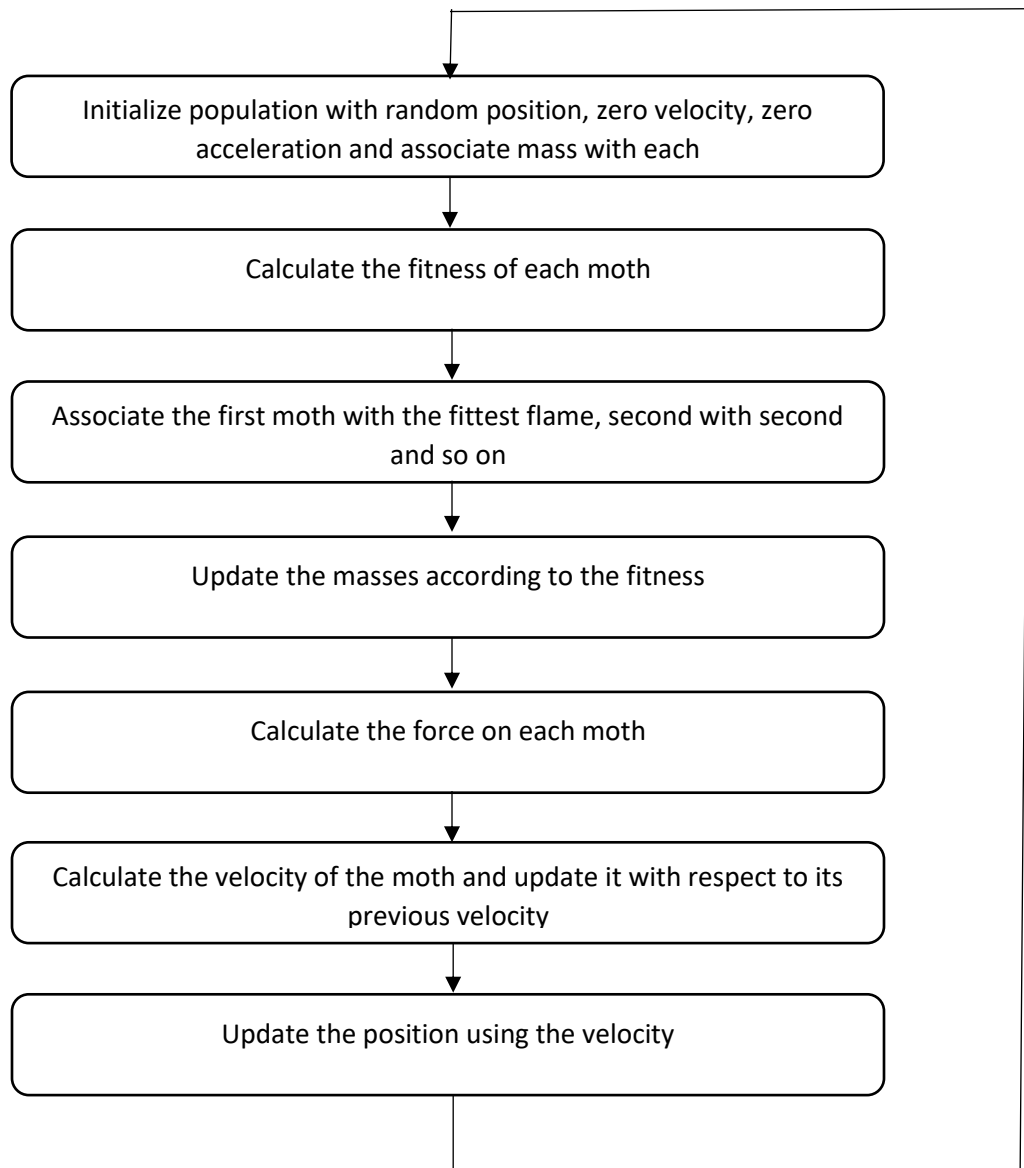 Initialize population with random position, zero velocity, zero
acceleration and associate mass with each
Calculate the fitness of each moth
Associate the first moth with the fittest flame, second with second
and so on
Update the masses according to the fitness
Calculate the force on each moth
Calculate the velocity of the moth and update it with respect to its
previous velocity
Update the position using the velocity